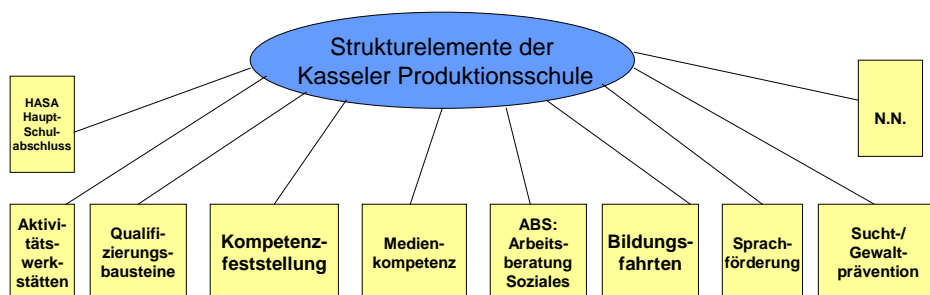 Strukturelemente der
Kasseler Produktionsschule
HASA
Haupt-
Schul-
abschluss
N.N.
Aktivi-
täts-
werk-
stätten
Qualifi-
zierungs-
bausteine
Kompetenz-
feststellung
Medien-
kompetenz
ABS:
Arbeits-
beratung
Soziales
Bildungs-
fahrten
Sprach-
förderung
Sucht-/
Gewalt-
prävention